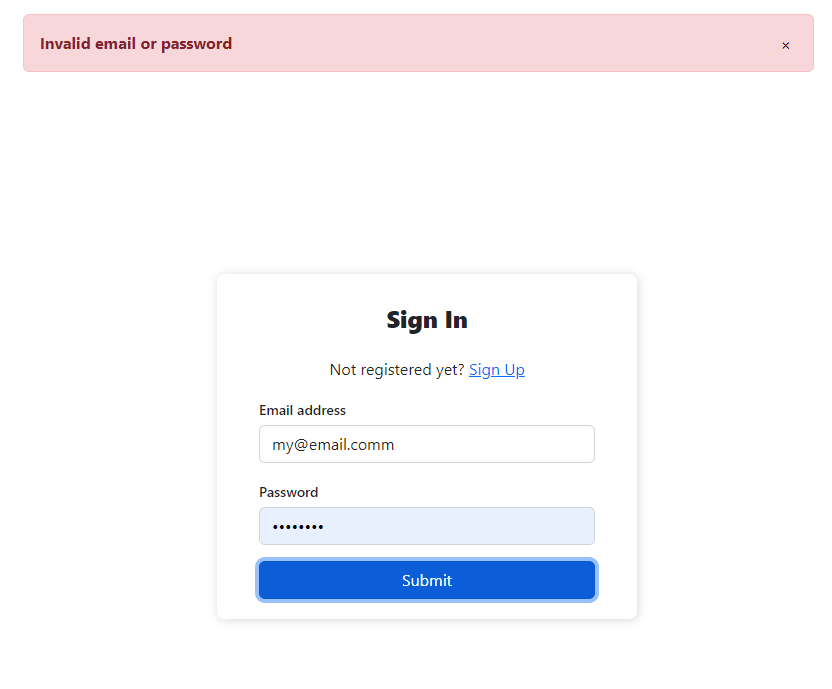 Invalid email or password ×
Sign In
Not registered yet? Sign Up
Email address
my@email.comm
Password
••••••••
Submit